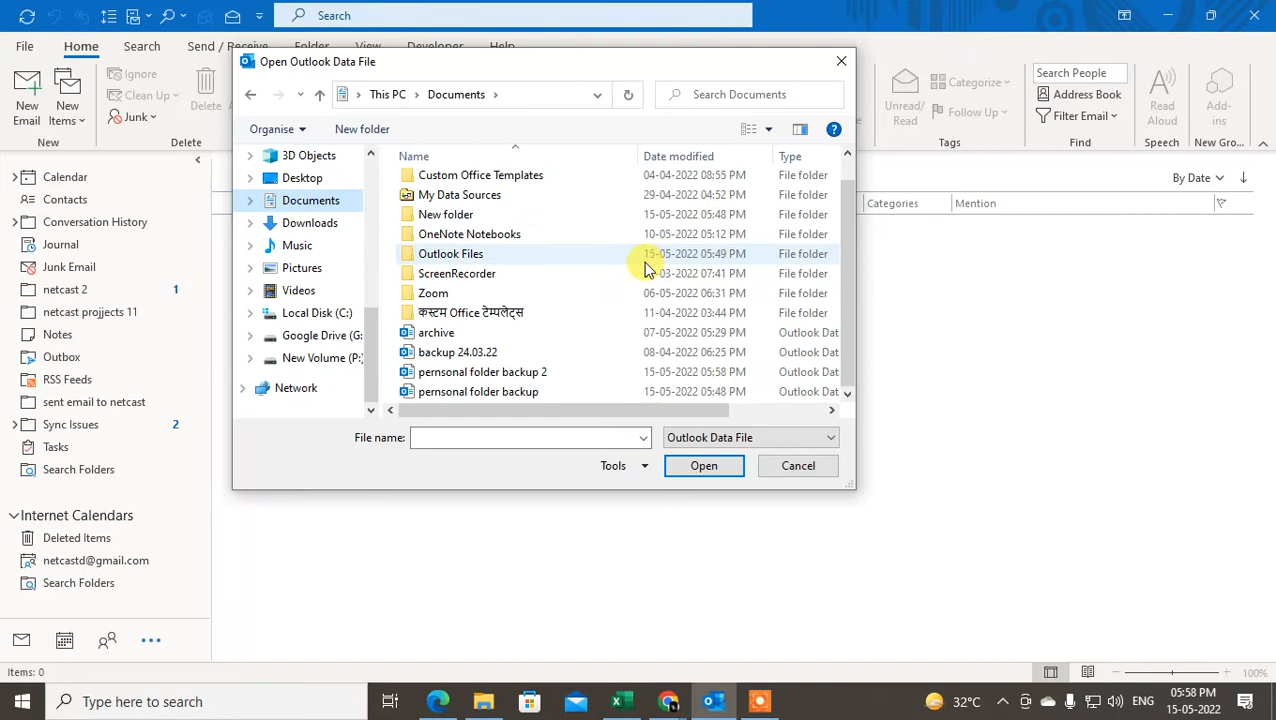 Search
File Home Search Send / Receive Folder View Developer Help
New Email
New Items
Ignore
Clean Up
Junk
Delete
New
Delete
Unread/ Read
Categorize
Follow Up
Tags
Search People
Address Book
Filter Email
Find
Read Aloud
Speech
Add-ins
New Gro...
Open Outlook Data File
This PC Documents
Search Documents
Organise New folder
3D Objects
Desktop
Documents
Downloads
Music
Pictures
Videos
Local Disk (C:)
Google Drive (G:
New Volume (P:
Network
Name Date modified Type
Custom Office Templates 04-04-2022 08:55 PM File folder
My Data Sources 29-04-2022 04:52 PM File folder
New folder 15-05-2022 05:48 PM File folder
OneNote Notebooks 10-05-2022 05:12 PM File folder
Outlook Files 15-05-2022 05:49 PM File folder
ScreenRecorder -03-2022 07:41 PM File folder
Zoom 06-05-2022 06:31 PM File folder
कस्टम Office टेम्पलेट्स 11-04-2022 03:44 PM File folder
archive 07-05-2022 05:29 PM Outlook Dat
backup 24.03.22 08-04-2022 06:25 PM Outlook Dat
pernsonal folder backup 2 15-05-2022 05:58 PM Outlook Dat
pernsonal folder backup 15-05-2022 05:48 PM Outlook Dat
File name: Outlook Data File
Tools Open Cancel
By Date
Categories Mention
Calendar
Contacts
Conversation History
Journal
Junk Email
netcast 2 1
netcast projjects 11
Notes
Outbox
RSS Feeds
sent email to netcast
Sync Issues 2
Tasks
Search Folders
Internet Calendars
Deleted Items
netcastd@gmail.com
Search Folders
Items: 0
100%
Type here to search
32°C
ENG
05:58 PM
15-05-2022